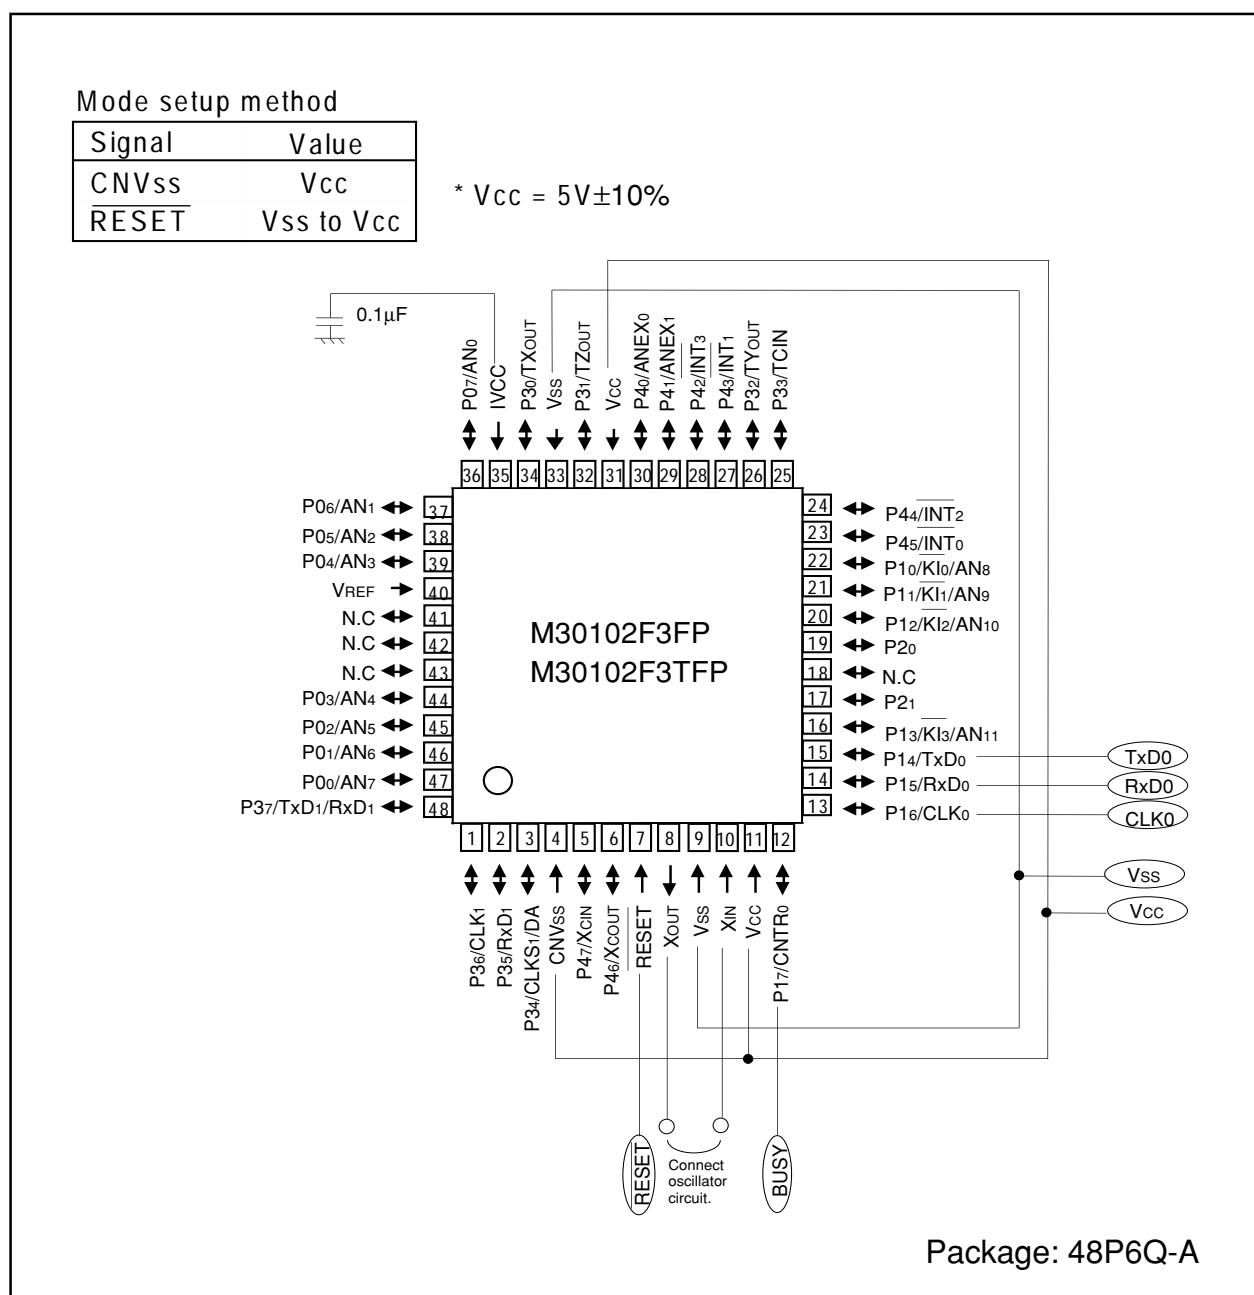 Mode setup method
Signal Value
CNVss Vcc
RESET Vss to Vcc
* Vcc = 5V±10%
0.1µF
P07/AN0
IVCC
P30/TXOUT
Vss
P31/TZOUT
Vcc
P40/ANEX0
P41/ANEX1
P42/INT3
P43/INT1
P32/TYOUT
P33/TCIN
36 35 34 33 32 31 30 29 28 27 26 25
P06/AN1 37
P05/AN2 38
P04/AN3 39
VREF 40
N.C 41
N.C 42
N.C 43
P03/AN4 44
P02/AN5 45
P01/AN6 46
P00/AN7 47
P37/TxD1/RxD1 48
M30102F3FP
M30102F3TFP
24 P44/INT2
23 P45/INT0
22 P10/KI0/AN8
21 P11/KI1/AN9
20 P12/KI2/AN10
19 P20
18 N.C
17 P21
16 P13/KI3/AN11
15 P14/TxD0 TxD0
14 P15/RxD0 RxD0
13 P16/CLK0 CLK0
Vss
Vcc
1 2 3 4 5 6 7 8 9 10 11 12
P36/CLK1
P35/RxD1
P34/CLKS1/DA
CNVss
P47/XCIN
P46/XCOUT
RESET
XOUT
Vss
XIN
Vcc
P17/CNTR0
RESET
Connect
oscillator
circuit.
BUSY
Package: 48P6Q-A